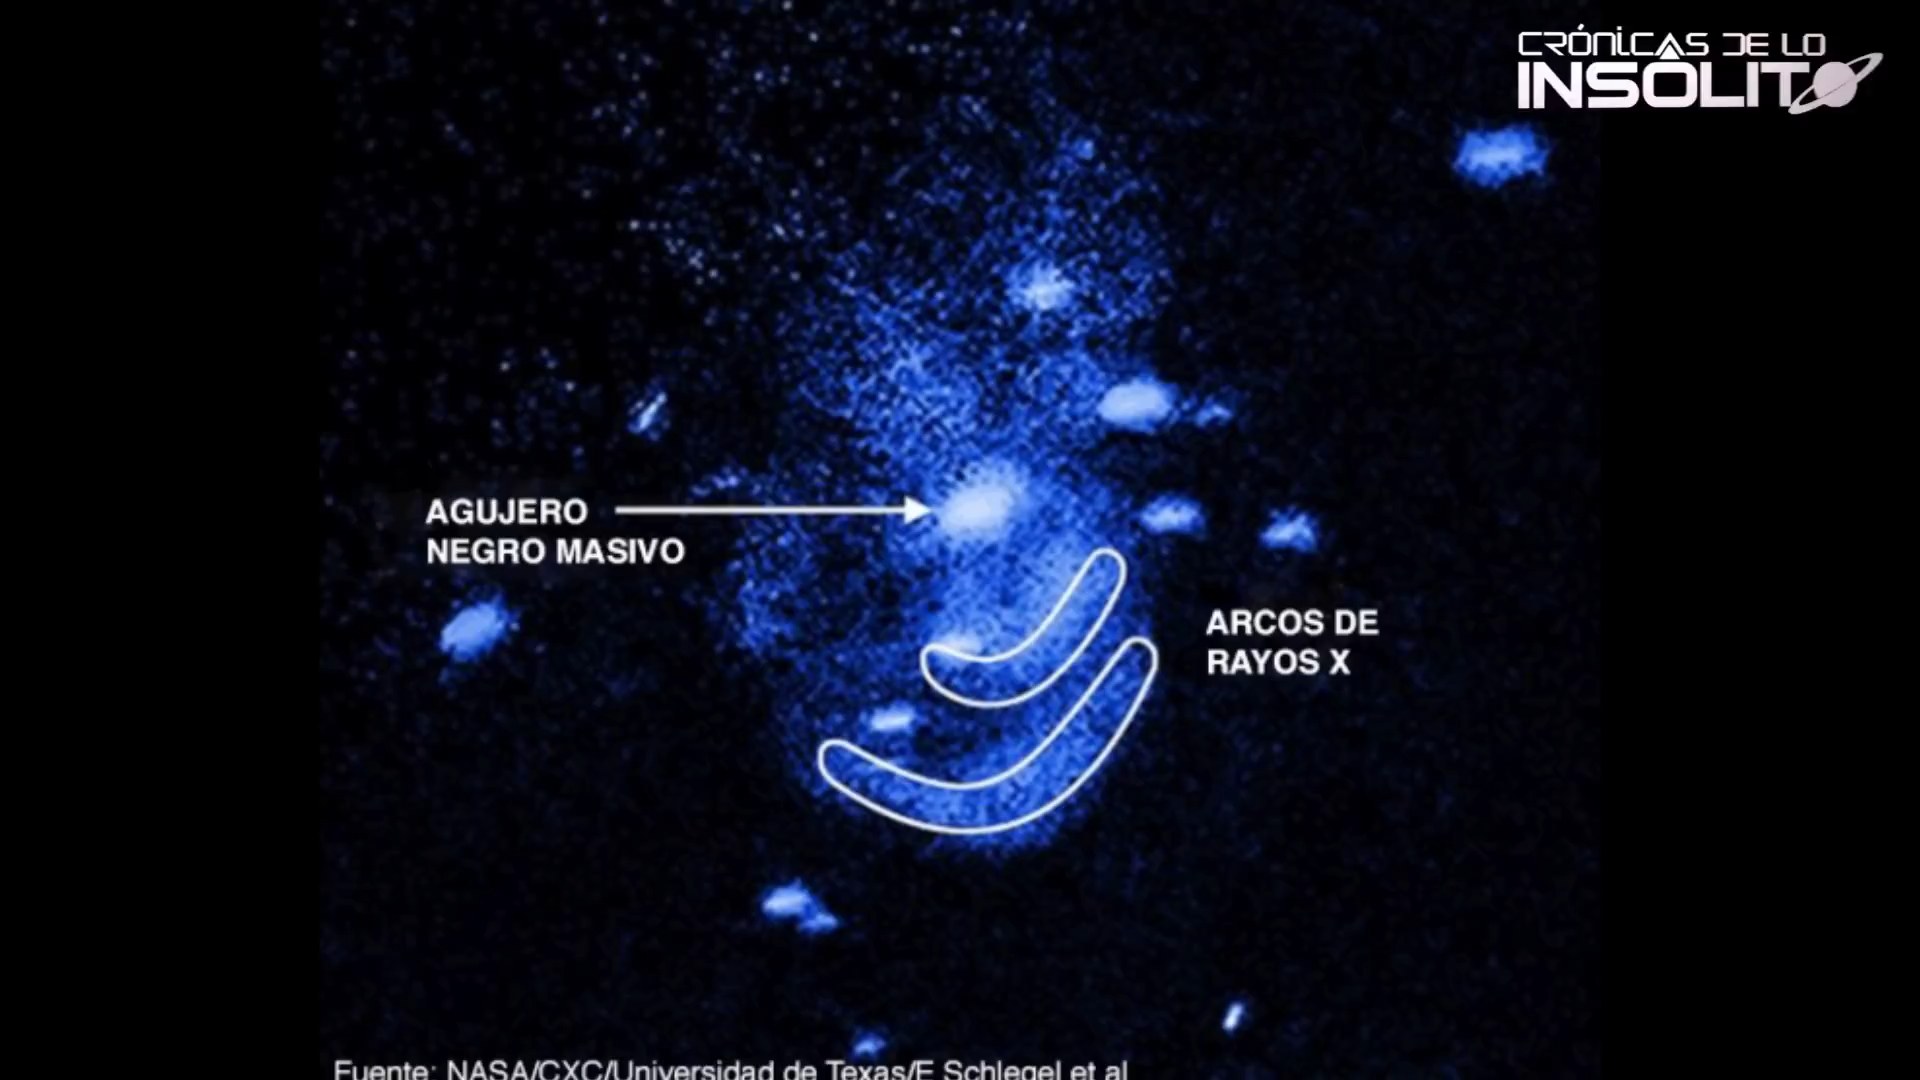 CRÓNICAS DE LO
INSÓLITO
AGUJERO
NEGRO MASIVO
ARCOS DE
RAYOS X
Fuente: NASA/CXC/Universidad de Texas/E Schlegel et al